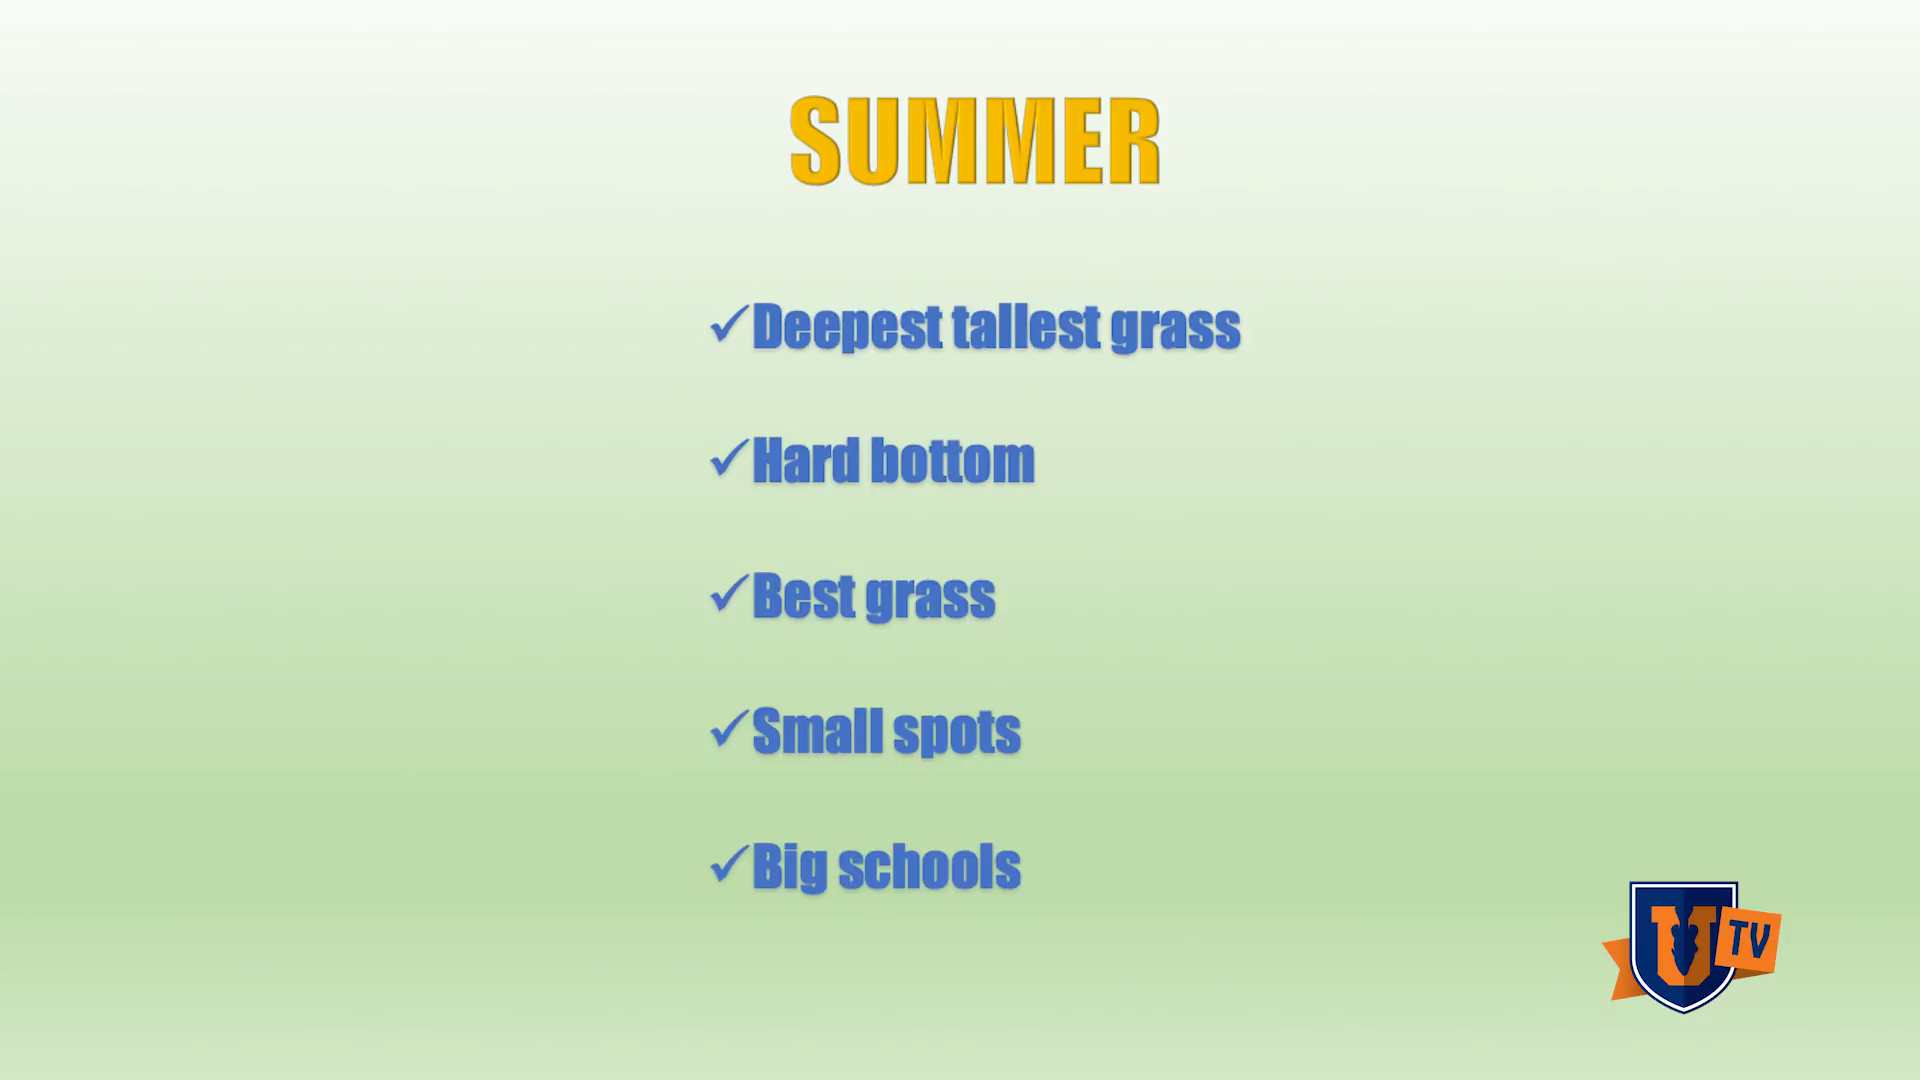 SUMMER
✓Deepest tallest grass
✓Hard bottom
✓Best grass
✓Small spots
✓Big schools
U TV